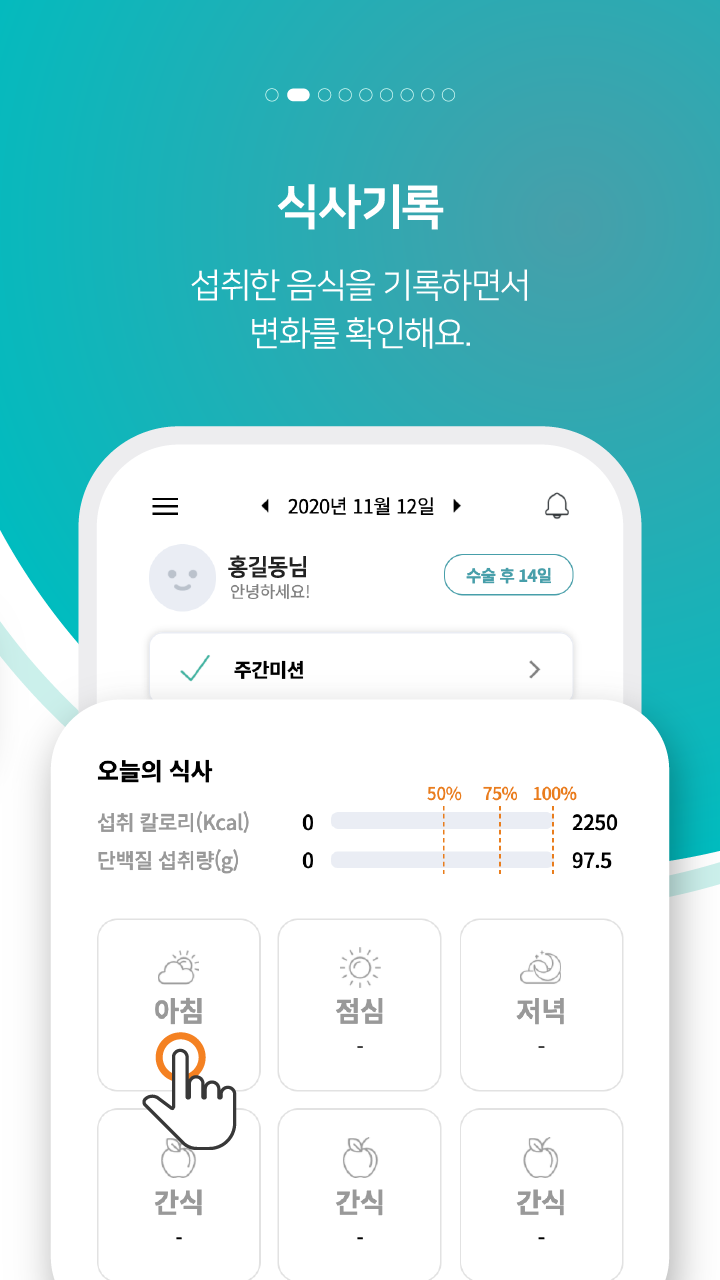 식사기록
섭취한 음식을 기록하면서
변화를 확인해요.
2020년 11월 12일
홍길동님
안녕하세요!
수술 후 14일
주간미션
오늘의 식사
50% 75% 100%
섭취 칼로리(Kcal) 0 2250
단백질 섭취량(g) 0 97.5
아침 점심 저녁
- -
간식 간식 간식
- - -